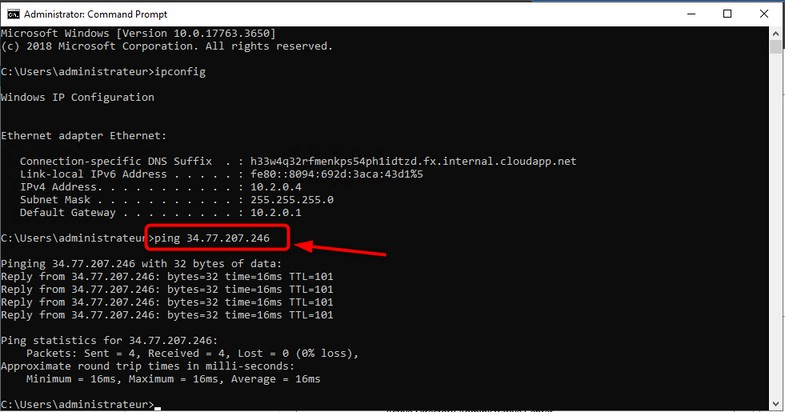 Administrator: Command Prompt
Microsoft Windows [Version 10.0.17763.3650]
(c) 2018 Microsoft Corporation. All rights reserved.
C:\Users\administrateur>ipconfig
Windows IP Configuration
Ethernet adapter Ethernet:
Connection-specific DNS Suffix  . : h33w4q32rfmenkps54ph1idtzd.fx.internal.cloudapp.net
Link-local IPv6 Address . . . . . : fe80::8094:692d:3aca:43d1%5
IPv4 Address. . . . . . . . . . . : 10.2.0.4
Subnet Mask . . . . . . . . . . . : 255.255.255.0
Default Gateway . . . . . . . . . : 10.2.0.1
C:\Users\administrateur>ping 34.77.207.246
Pinging 34.77.207.246 with 32 bytes of data:
Reply from 34.77.207.246: bytes=32 time=16ms TTL=101
Reply from 34.77.207.246: bytes=32 time=16ms TTL=101
Reply from 34.77.207.246: bytes=32 time=16ms TTL=101
Reply from 34.77.207.246: bytes=32 time=16ms TTL=101
Ping statistics for 34.77.207.246:
Packets: Sent = 4, Received = 4, Lost = 0 (0% loss),
Approximate round trip times in milli-seconds:
Minimum = 16ms, Maximum = 16ms, Average = 16ms
C:\Users\administrateur>